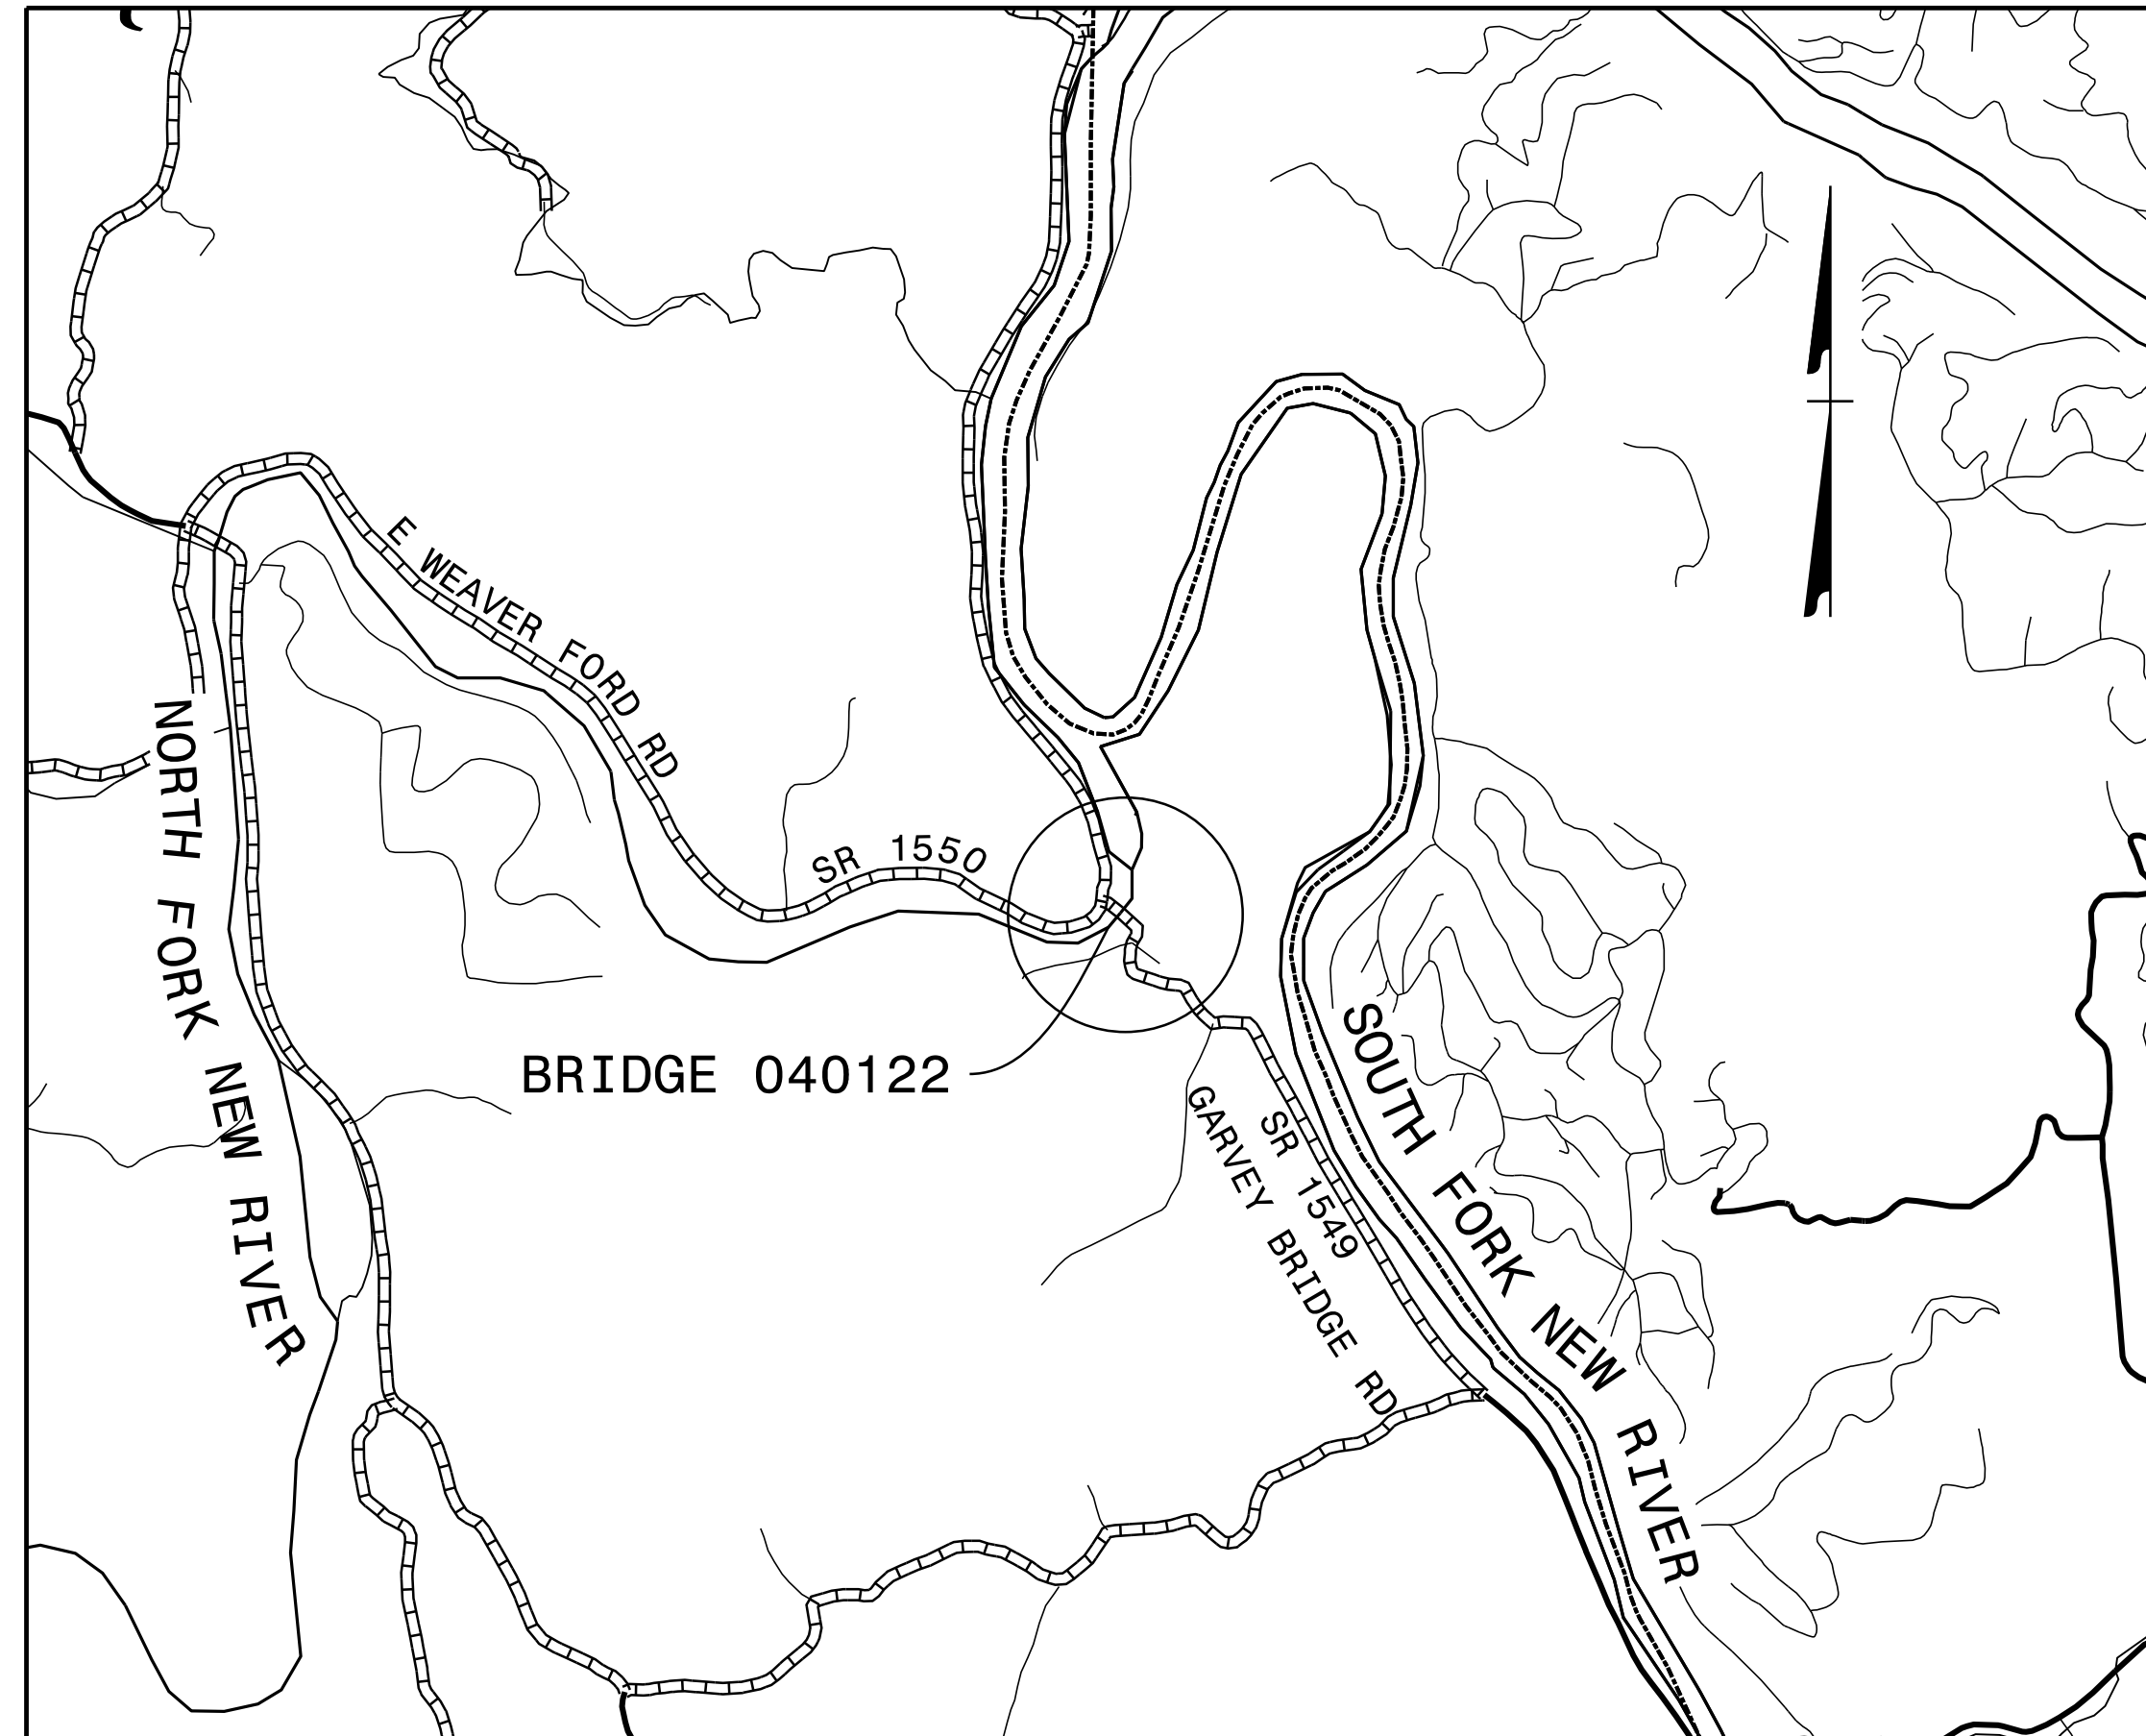 E WEAVER FORD RD
SR 1550
NORTH FORK NEW RIVER
BRIDGE 040122
SOUTH FORK NEW RIVER
SR 1549
GARVEY BRIDGE RD